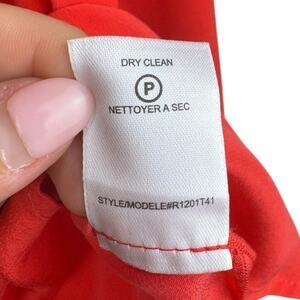 DRY CLEAN
P
NETTOYER A SEC
STYLE/MODELE#R1201T41